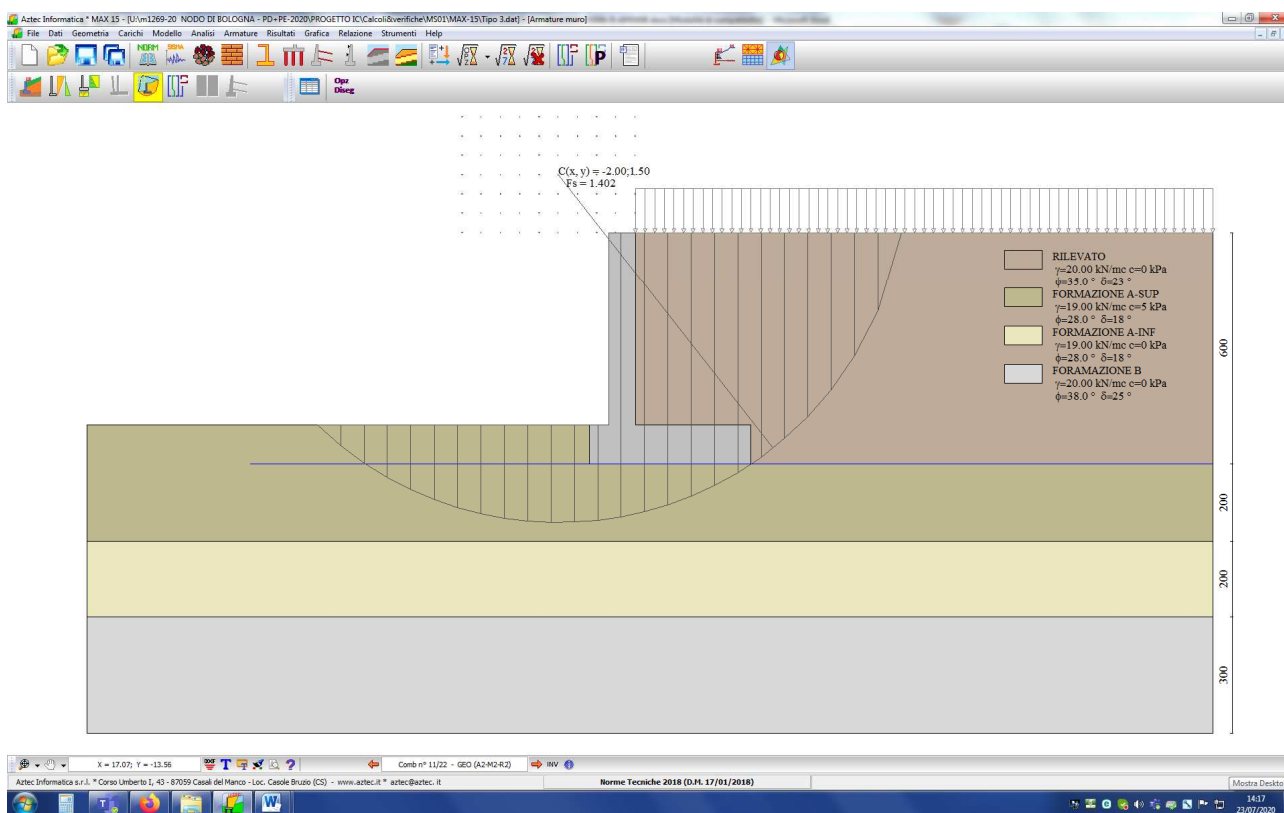 Aztec Informatica * MAX 15 - [U:\m1269-20 NODO DI BOLOGNA - PD+PE-2020\PROGETTO IC\Calcoli&verifiche\MS01\MAX-15\Tipo 3.dat] - [Armature muro]
File Dati Geometria Carichi Modello Analisi Armature Risultati Grafica Relazione Strumenti Help
NORM SISMA
Opz
Diseg
C(x, y) = -2.00;1.50
Fs = 1.402
RILEVATO
γ=20.00 kN/mc c=0 kPa
ϕ=35.0 ° δ=23 °
FORMAZIONE A-SUP
γ=19.00 kN/mc c=5 kPa
ϕ=28.0 ° δ=18 °
FORMAZIONE A-INF
γ=19.00 kN/mc c=0 kPa
ϕ=28.0 ° δ=18 °
FORAMAZIONE B
γ=20.00 kN/mc c=0 kPa
ϕ=38.0 ° δ=25 °
600
200
200
300
X = 17.07; Y = -13.56
Comb n° 11/22 - GEO (A2-M2-R2)
INV
Aztec Informatica s.r.l. * Corso Umberto I, 43 - 87059 Casali del Manco - Loc. Casole Bruzio (CS) - www.aztec.it * aztec@aztec. it
Norme Tecniche 2018 (D.M. 17/01/2018)
Mostra Deskto
14:17
23/07/2020